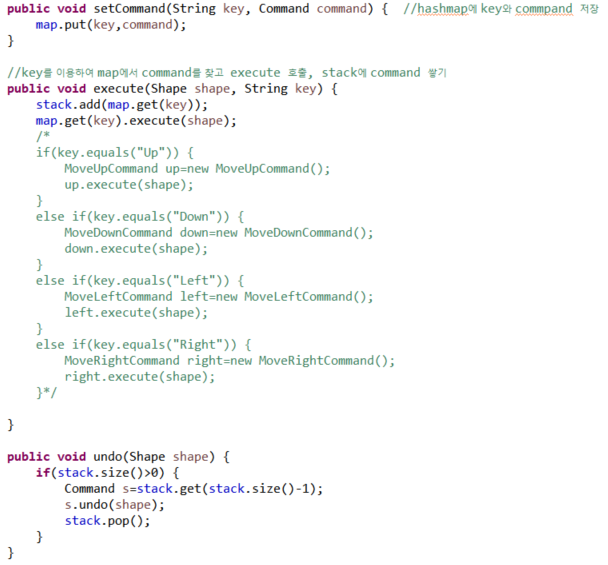 public void setCommand(String key, Command command) {  //hashmap에 key와 commpand 저장
    map.put(key,command);
}

//key를 이용하여 map에서 command를 찾고 execute 호출, stack에 command 쌓기
public void execute(Shape shape, String key) {
    stack.add(map.get(key));
    map.get(key).execute(shape);
    /*
    if(key.equals("Up")) {
        MoveUpCommand up=new MoveUpCommand();
        up.execute(shape);
    }
    else if(key.equals("Down")) {
        MoveDownCommand down=new MoveDownCommand();
        down.execute(shape);
    }
    else if(key.equals("Left")) {
        MoveLeftCommand left=new MoveLeftCommand();
        left.execute(shape);
    }
    else if(key.equals("Right")) {
        MoveRightCommand right=new MoveRightCommand();
        right.execute(shape);
    }*/

}

public void undo(Shape shape) {
    if(stack.size()>0) {
        Command s=stack.get(stack.size()-1);
        s.undo(shape);
        stack.pop();
    }
}